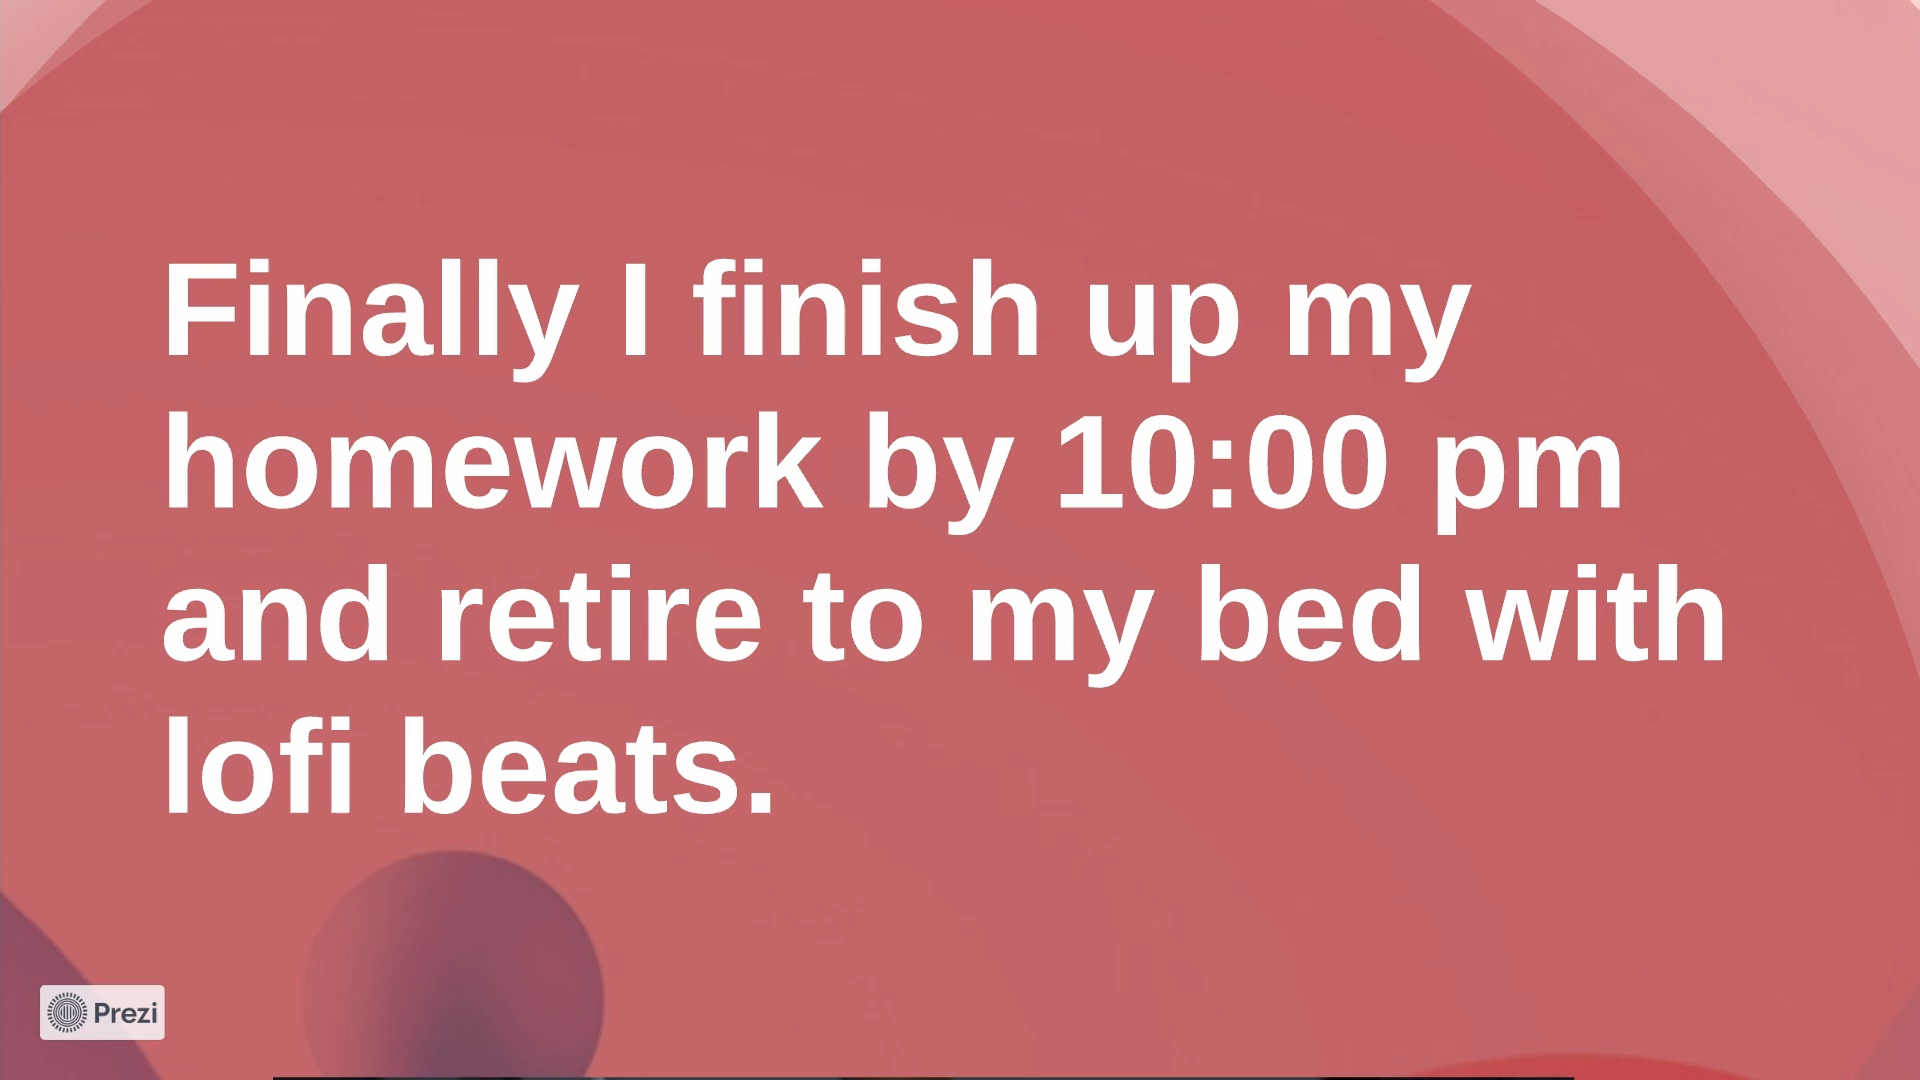 Finally I finish up my
homework by 10:00 pm
and retire to my bed with
lofi beats.
Prezi